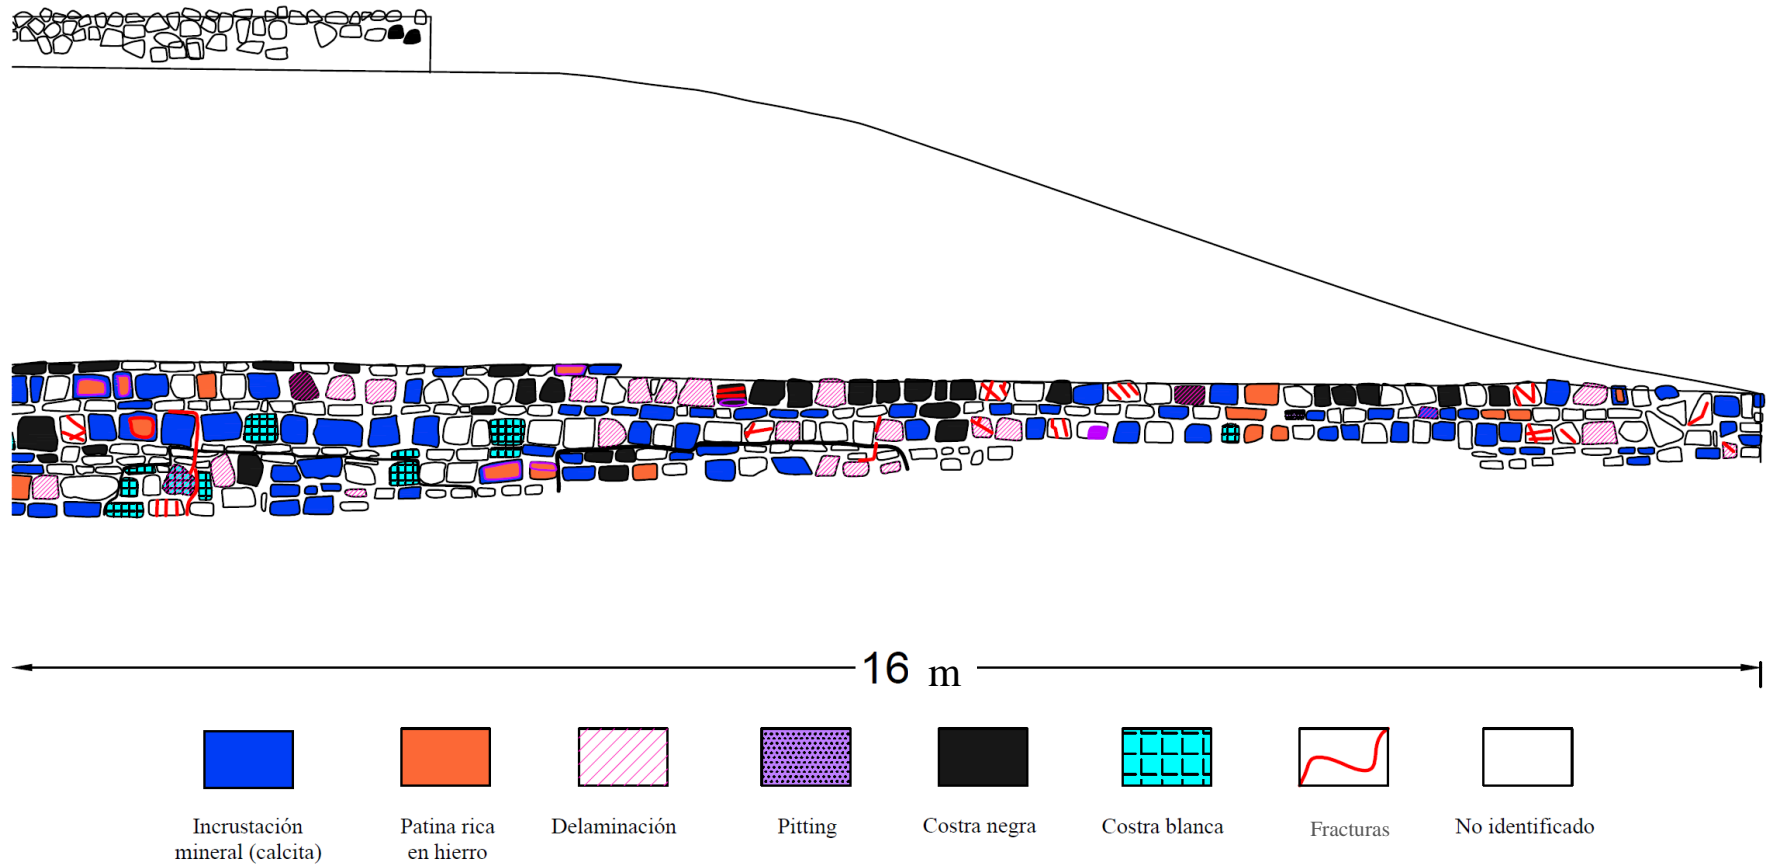 16 m
Incrustación
mineral (calcita)
Patina rica
en hierro
Delaminación
Pitting
Costra negra
Costra blanca
Fracturas
No identificado